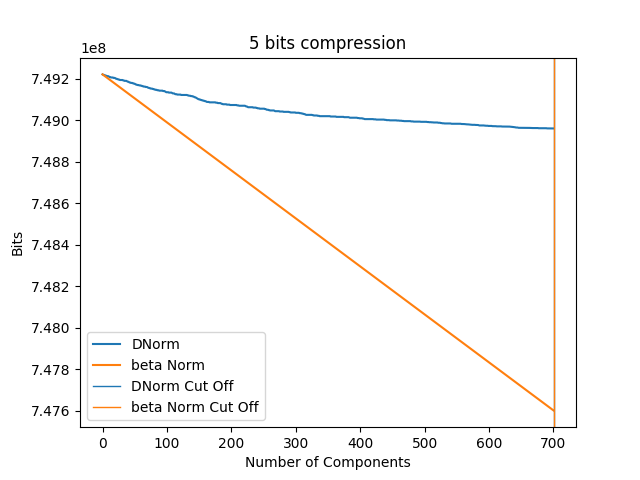 5 bits compression
1e8
7.492
7.490
7.488
7.486
7.484
7.482
7.480
7.478
7.476
Bits
DNorm
beta Norm
DNorm Cut Off
beta Norm Cut Off
0 100 200 300 400 500 600 700
Number of Components